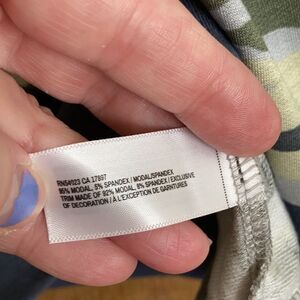 RN54023 CA 17897
95% MODAL, 5% SPANDEX / MODAL/SPANDEX
TRIM MADE OF 92% MODAL, 8% SPANDEX / EXCLUSIVE
OF DECORATION / À L'EXCEPTION DE GARNITURES